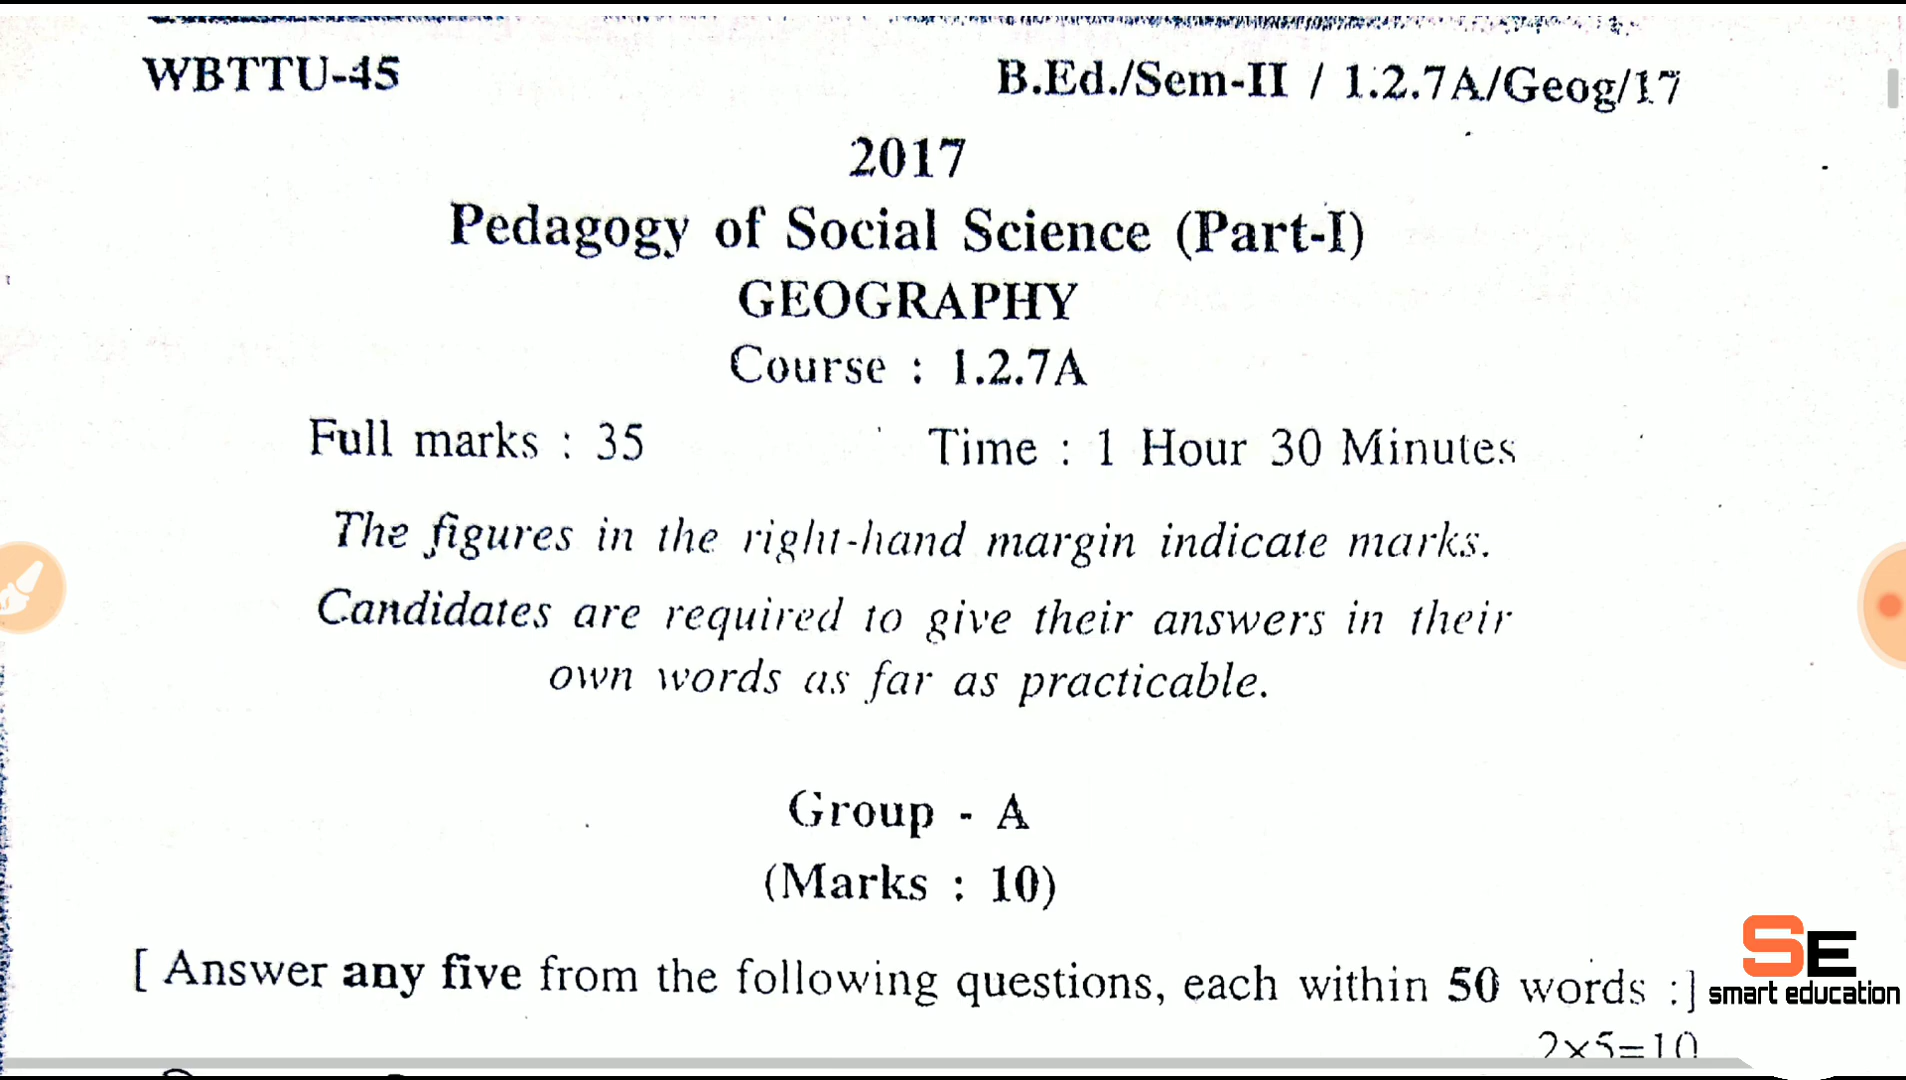 WBTTU-45
B.Ed./Sem-II / 1.2.7A/Geog/17
2017
Pedagogy of Social Science (Part-I)
GEOGRAPHY
Course : 1.2.7A
Full marks : 35
Time : 1 Hour 30 Minutes
The figures in the right-hand margin indicate marks.
Candidates are required to give their answers in their
own words as far as practicable.
Group - A
(Marks : 10)
[ Answer any five from the following questions, each within 50 words :]
2×5=10
SE
smart education